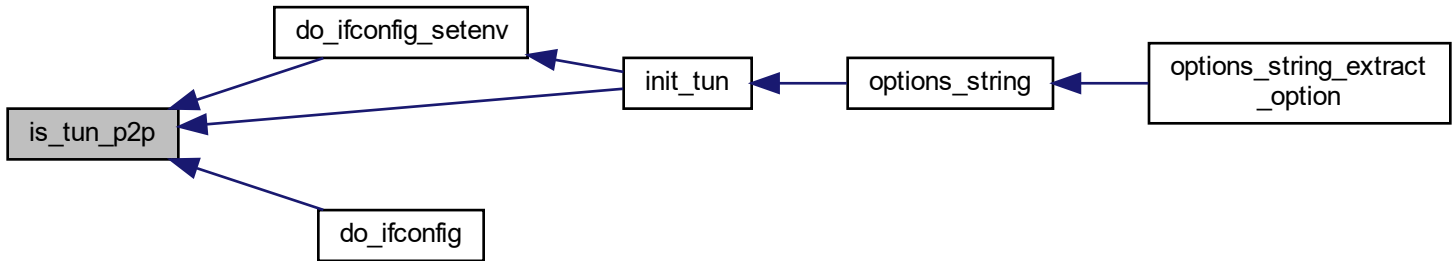 is_tun_p2p
do_ifconfig_setenv
do_ifconfig
init_tun
options_string
options_string_extract
_option